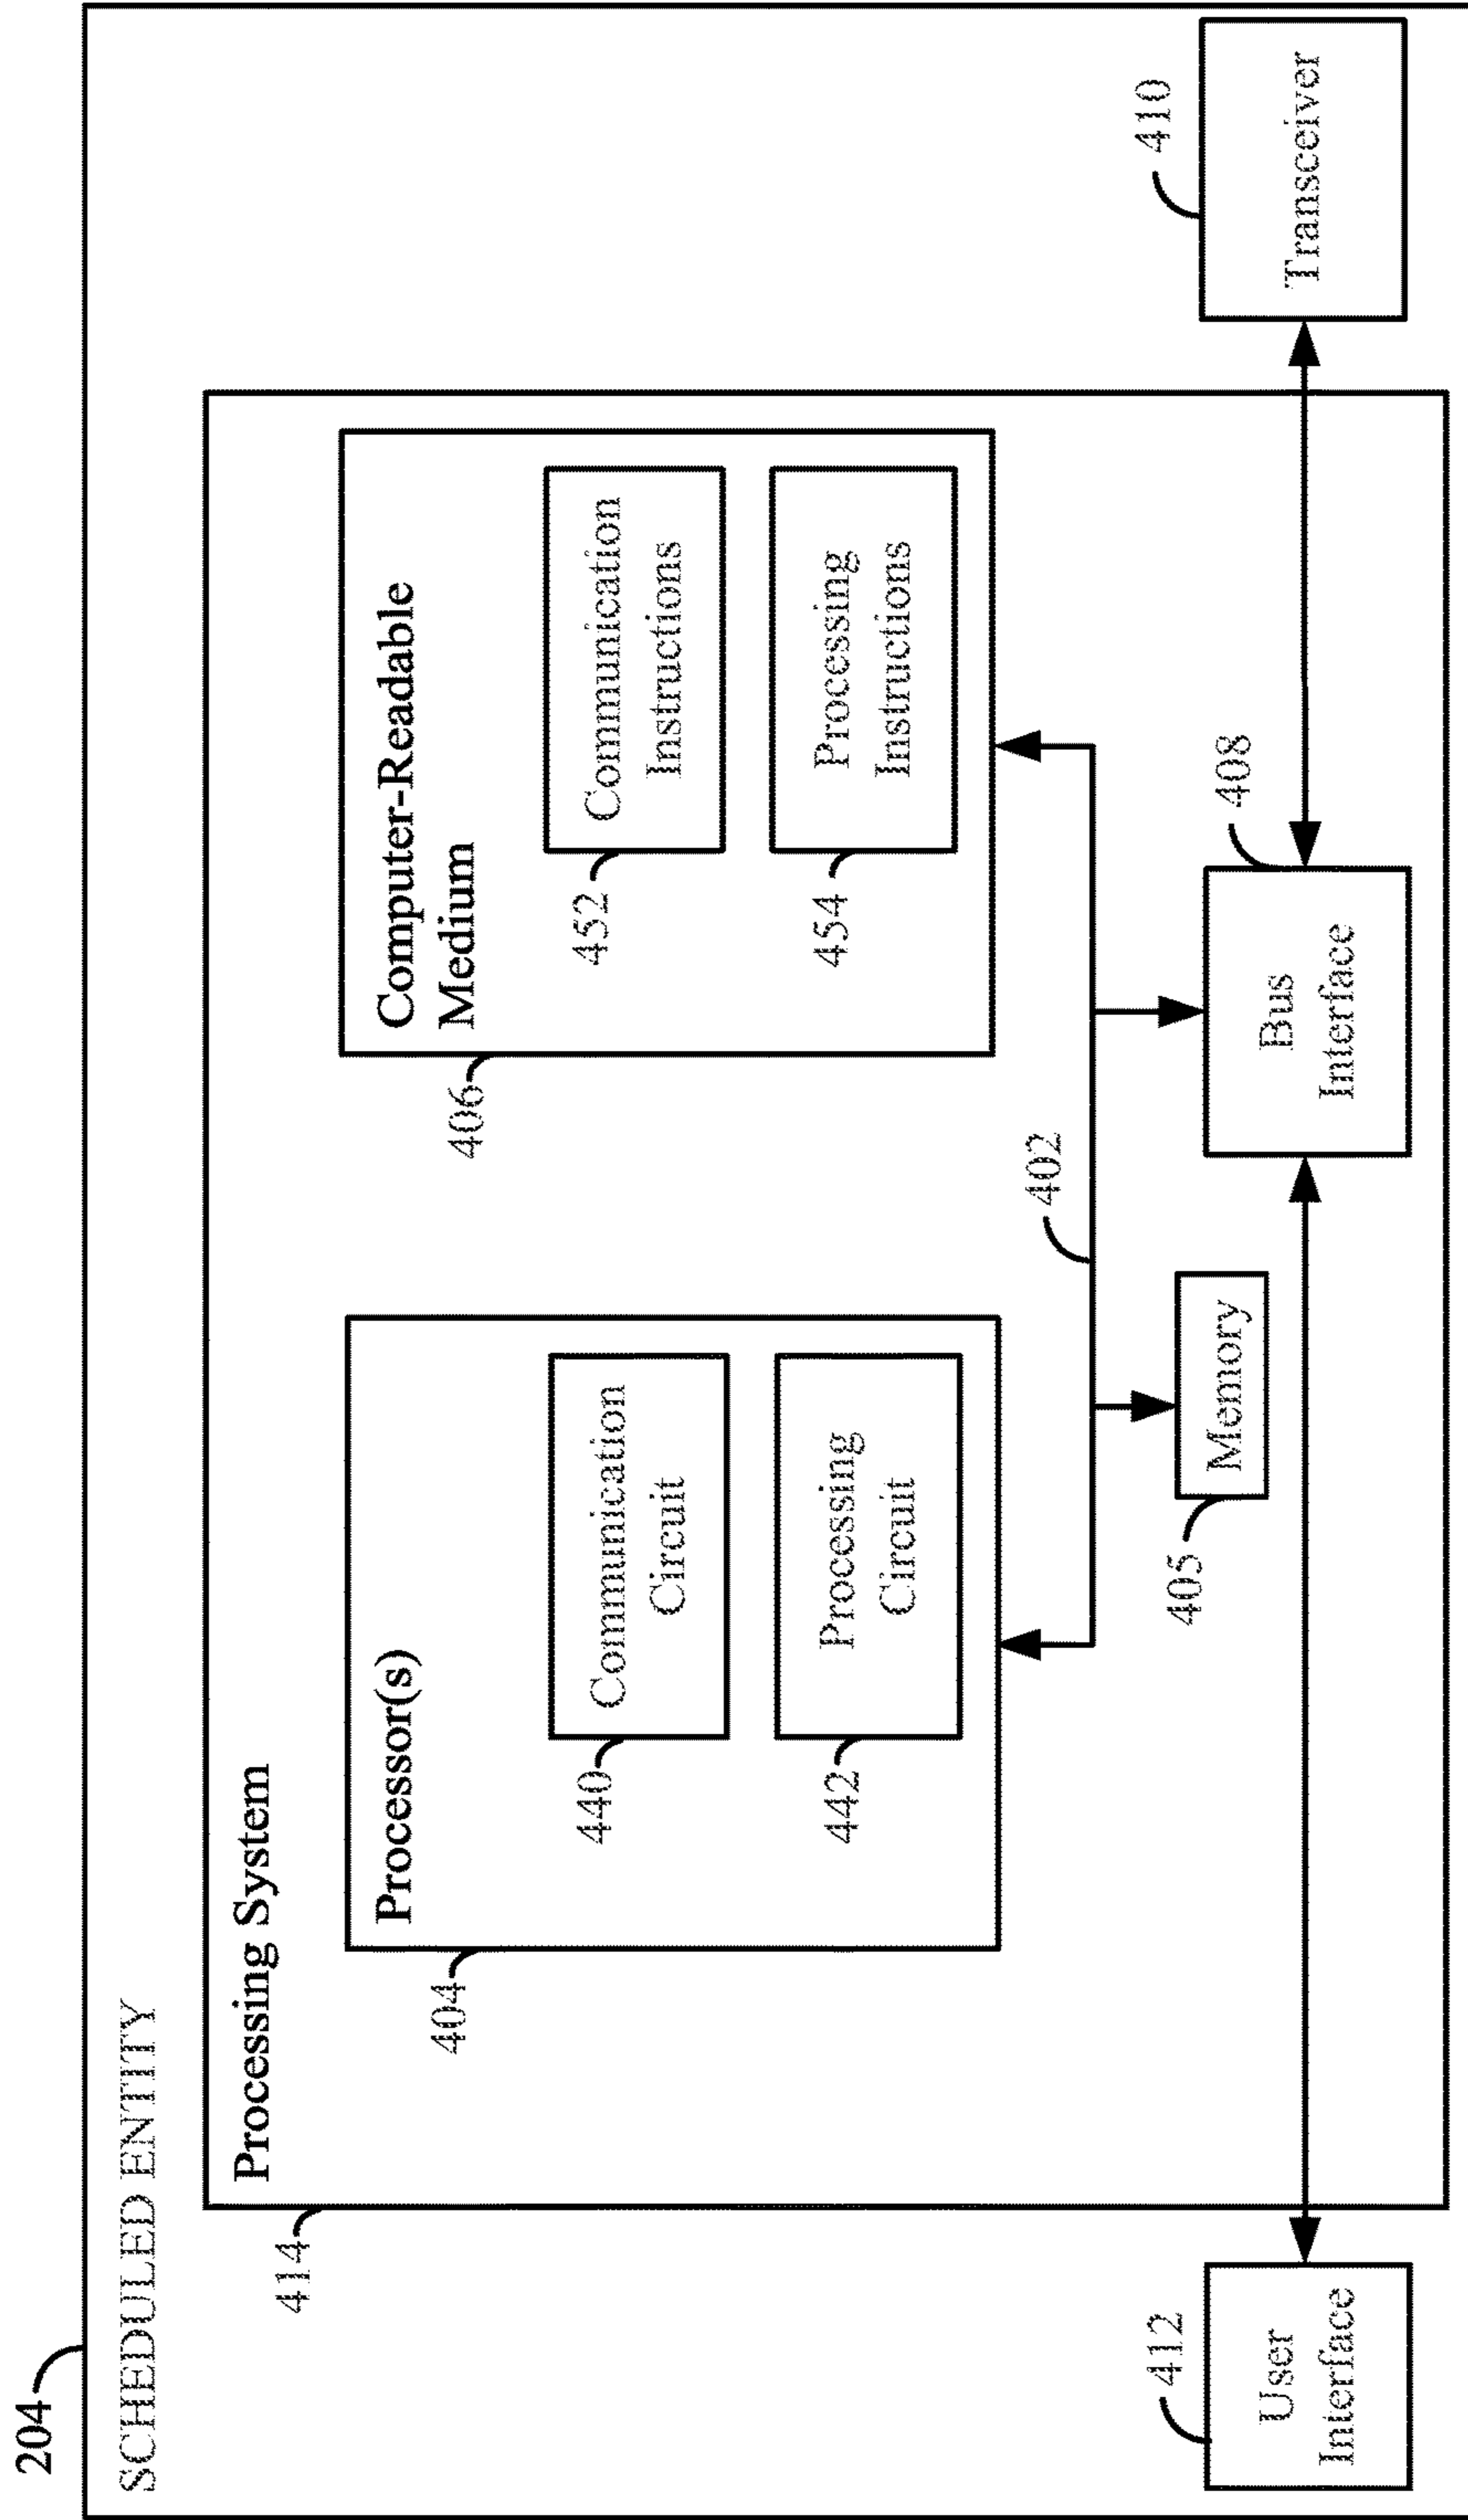 204
SCHEDULED ENTITY
414
Processing System
404
Processor(s)
440
Communication
Circuit
442
Processing
Circuit
406
Computer-Readable
Medium
452
Communication
Instructions
454
Processing
Instructions
402
405
Memory
408
Bus
Interface
412
User
Interface
410
Transceiver